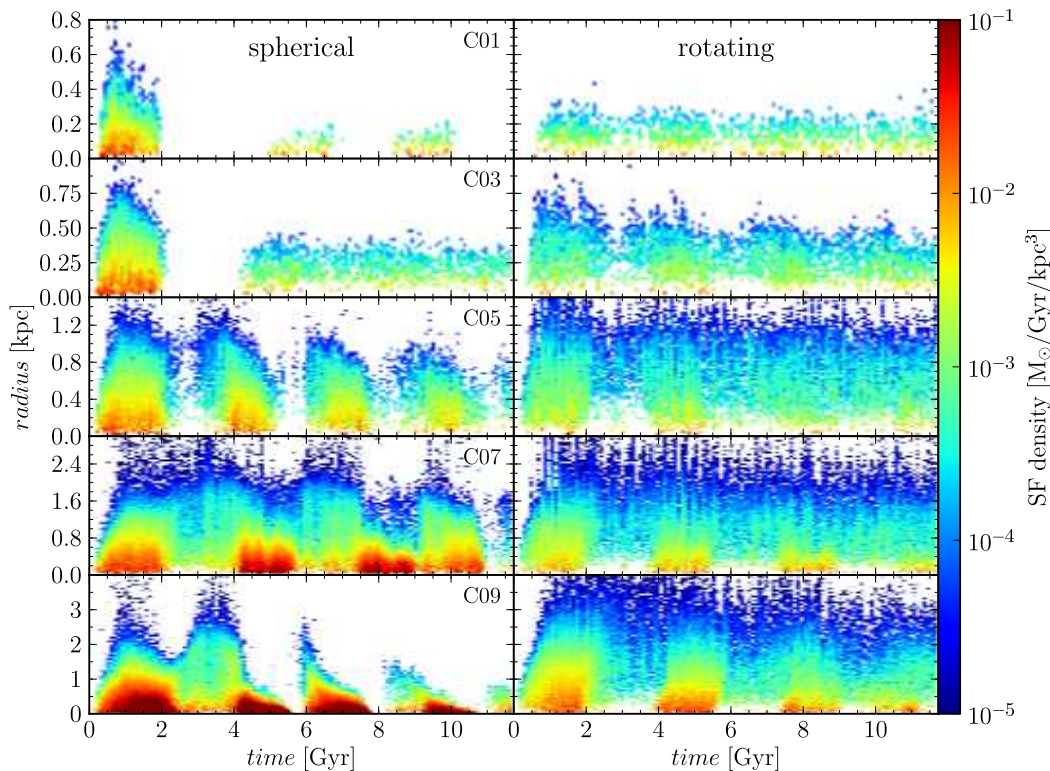 spherical
rotating
C01
0.8
0.6
0.4
0.2
0.0
C03
0.75
0.50
0.25
0.00
C05
1.2
0.8
0.4
0.0
C07
2.4
1.6
0.8
0.0
C09
3
2
1
0
radius [kpc]
0 2 4 6 8 10
0 2 4 6 8 10
time [Gyr]
time [Gyr]
10⁻¹
10⁻²
10⁻³
10⁻⁴
10⁻⁵
SF density [M⊙/Gyr/kpc³]